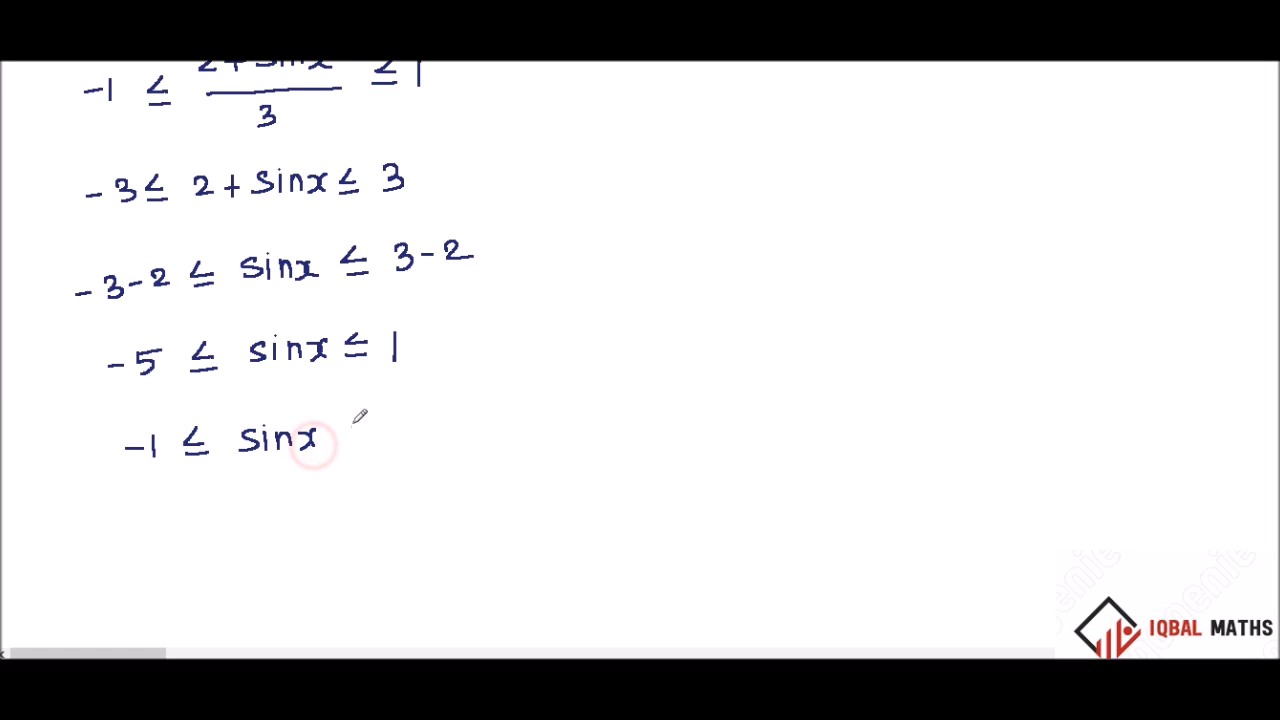 -1 ≤ 2+sinx/3 ≤ 1
-3 ≤ 2+sinx ≤ 3
-3-2 ≤ sinx ≤ 3-2
-5 ≤ sinx ≤ 1
-1 ≤ sinx
IQBAL MATHS